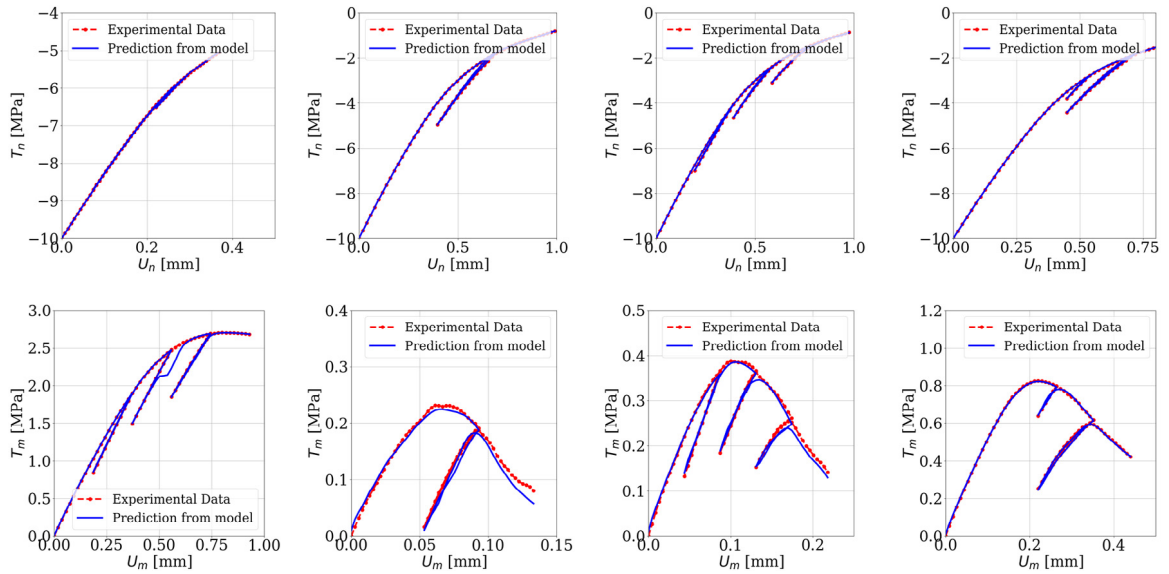 −4
−5
−6
−7
−8
−9
−10
T_n [MPa]
Experimental Data
Prediction from model
0.0
0.2
0.4
U_n [mm]
0
−2
−4
−6
−8
−10
T_n [MPa]
Experimental Data
Prediction from model
0.0
0.5
1.0
U_n [mm]
0
−2
−4
−6
−8
−10
T_n [MPa]
Experimental Data
Prediction from model
0.0
0.5
1.0
U_n [mm]
0
−2
−4
−6
−8
−10
T_n [MPa]
Experimental Data
Prediction from model
0.0
0.25
0.50
0.75
U_n [mm]
3.0
2.5
2.0
1.5
1.0
0.5
0.0
T_m [MPa]
Experimental Data
Prediction from model
0.0
0.25
0.50
0.75
1.00
U_m [mm]
0.4
0.3
0.2
0.1
0.0
T_m [MPa]
Experimental Data
Prediction from model
0.0
0.05
0.10
0.15
U_m [mm]
0.5
0.4
0.3
0.2
0.1
0.0
T_m [MPa]
Experimental Data
Prediction from model
0.0
0.1
0.2
U_m [mm]
1.2
1.0
0.8
0.6
0.4
0.2
0.0
T_m [MPa]
Experimental Data
Prediction from model
0.0
0.2
0.4
U_m [mm]